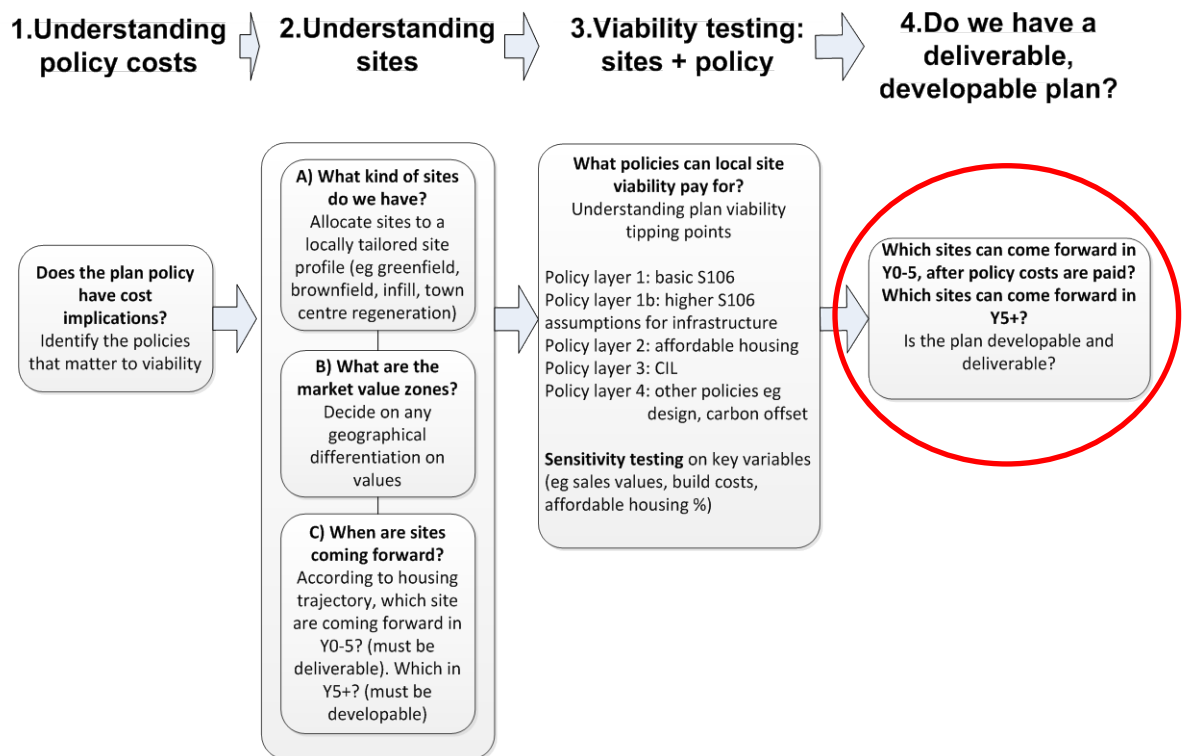 1.Understanding
policy costs
2.Understanding
sites
3.Viability testing:
sites + policy
4.Do we have a
deliverable,
developable plan?
Does the plan policy
have cost
implications?
Identify the policies
that matter to viability
A) What kind of sites
do we have?
Allocate sites to a
locally tailored site
profile (eg greenfield,
brownfield, infill, town
centre regeneration)
B) What are the
market value zones?
Decide on any
geographical
differentiation on
values
C) When are sites
coming forward?
According to housing
trajectory, which site
are coming forward in
Y0-5? (must be
deliverable). Which in
Y5+? (must be
developable)
What policies can local site
viability pay for?
Understanding plan viability
tipping points
Policy layer 1: basic S106
Policy layer 1b: higher S106
assumptions for infrastructure
Policy layer 2: affordable housing
Policy layer 3: CIL
Policy layer 4: other policies eg
design, carbon offset
Sensitivity testing on key variables
(eg sales values, build costs,
affordable housing %)
Which sites can come forward in
Y0-5, after policy costs are paid?
Which sites can come forward in
Y5+?
Is the plan developable and
deliverable?